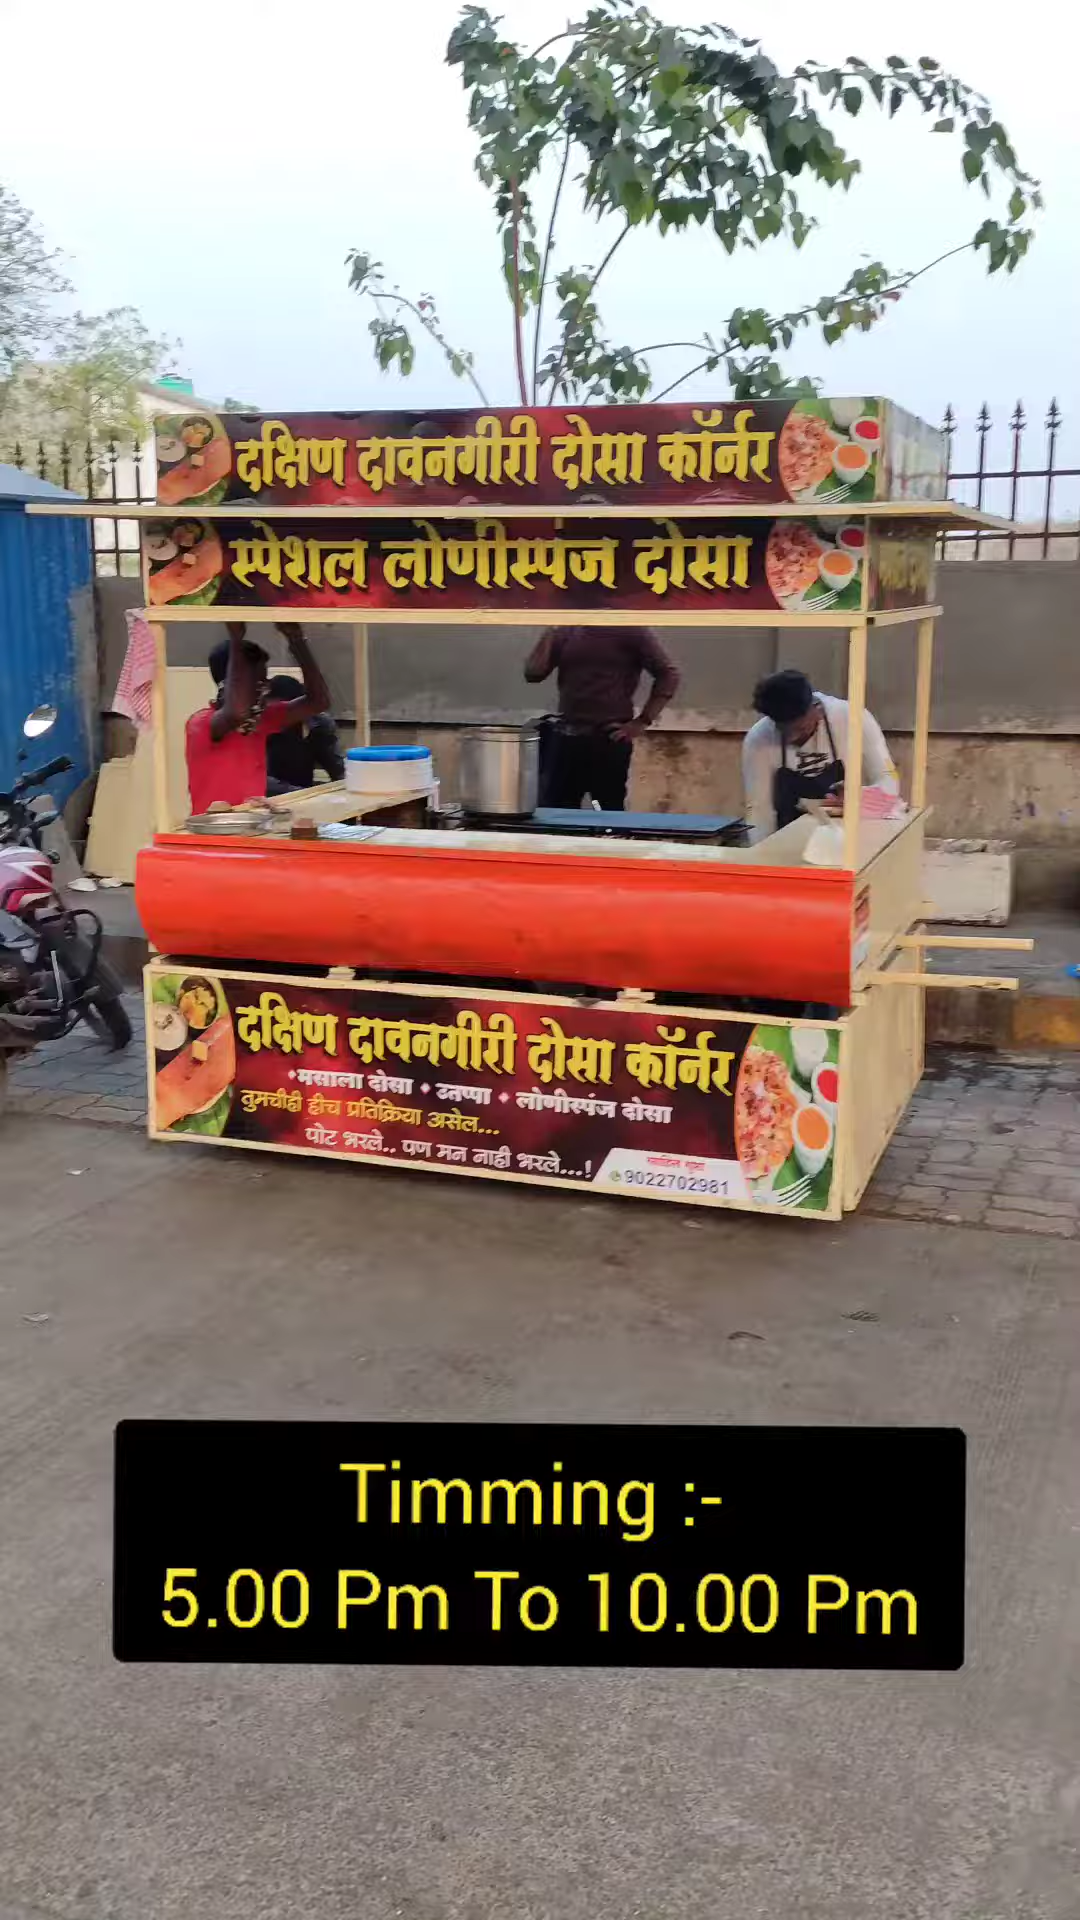 दक्षिण दावनगीरी दोसा कॉर्नर
स्पेशल लोणीस्पंज दोसा
दक्षिण दावनगीरी दोसा कॉर्नर
मसाला दोसा • उतप्पा • लोणीस्पंज दोसा
तुमचीही हीच प्रतिक्रिया असेल...
पोट भरले.. पण मन नाही भरले...!
9022702981
Timming :-
5.00 Pm To 10.00 Pm